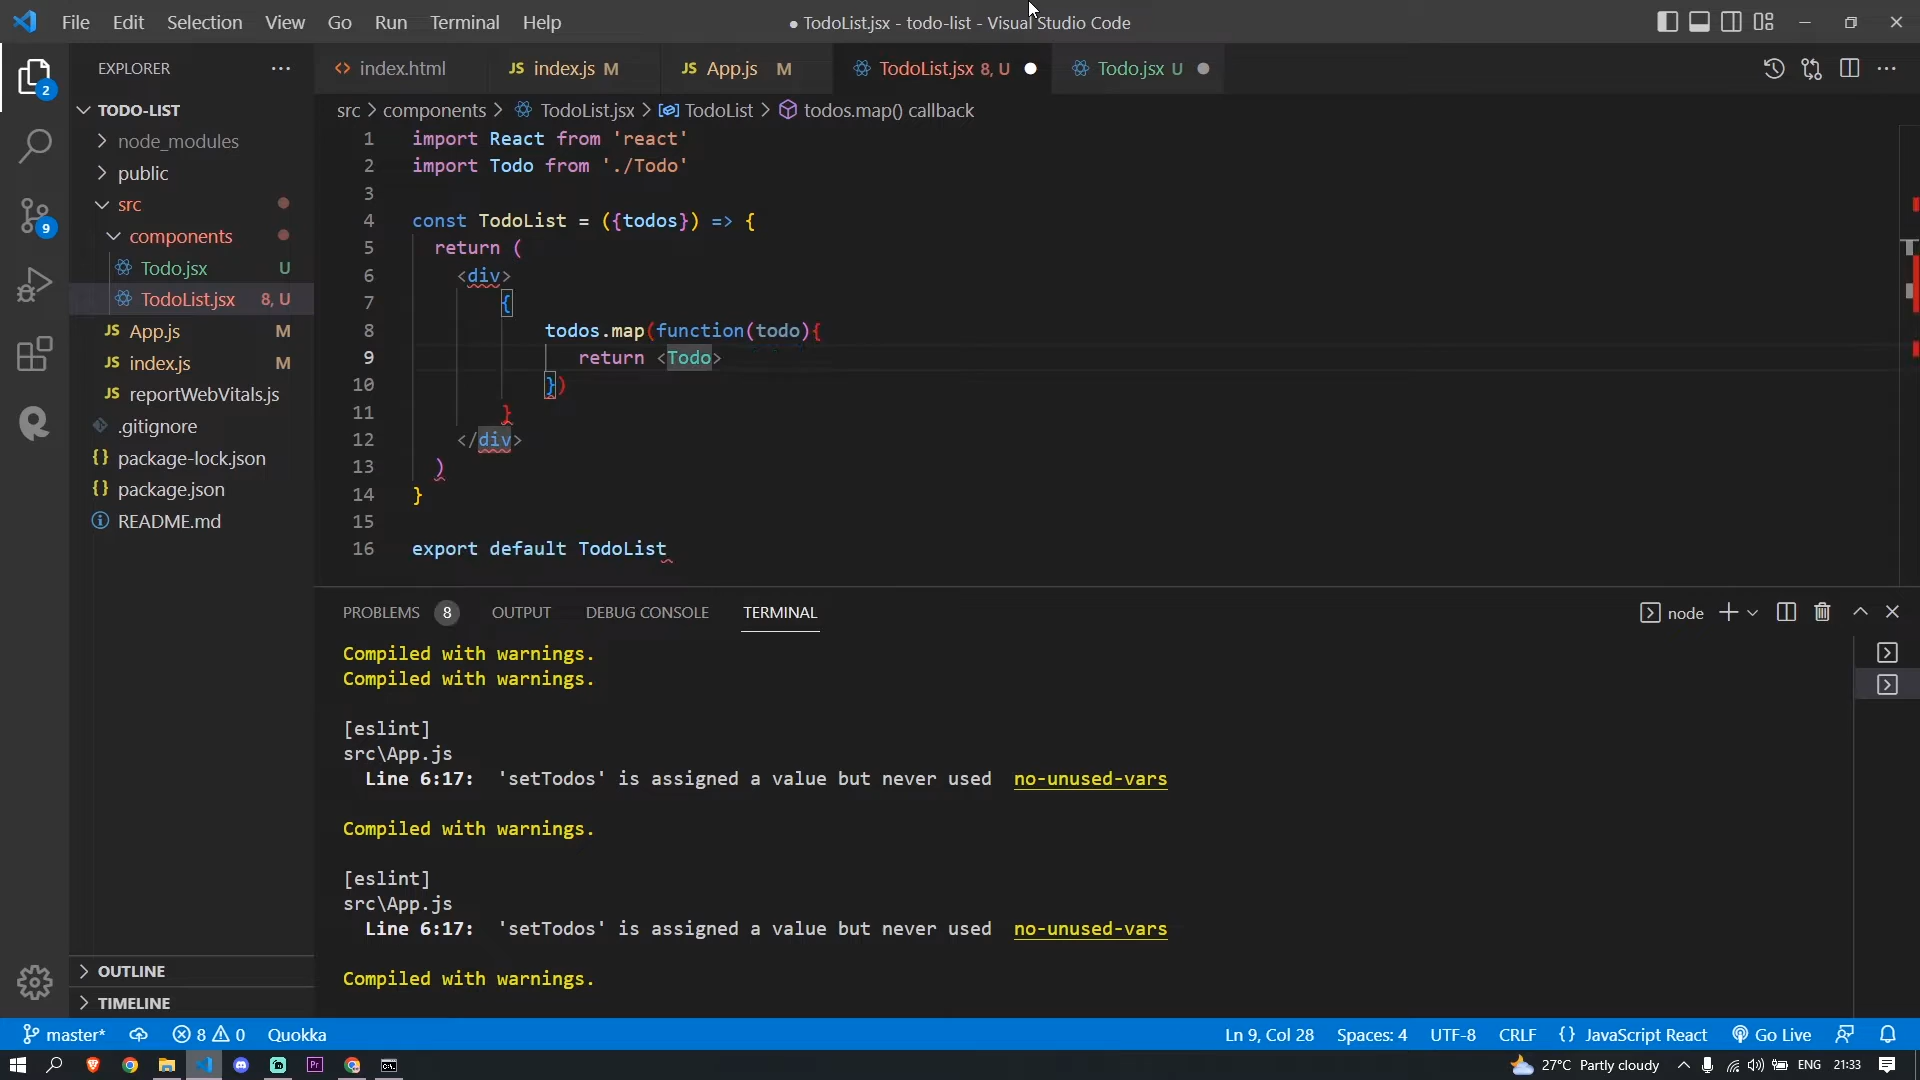 File Edit Selection View Go Run Terminal Help
● TodoList.jsx - todo-list - Visual Studio Code
EXPLORER
index.html
JS index.js M
JS App.js M
TodoList.jsx 8, U
Todo.jsx U
2
TODO-LIST
node_modules
public
src
components
Todo.jsx U
TodoList.jsx 8, U
JS App.js M
JS index.js M
JS reportWebVitals.js
.gitignore
{} package-lock.json
{} package.json
README.md
9
OUTLINE
TIMELINE
src > components > TodoList.jsx > TodoList > todos.map() callback
1 import React from 'react'
2 import Todo from './Todo'
3
4 const TodoList = ({todos}) => {
5 return (
6 <div>
7 {
8 todos.map(function(todo){
9 return <Todo>
10 })
11 }
12 </div>
13 )
14 }
15
16 export default TodoList
PROBLEMS 8 OUTPUT DEBUG CONSOLE TERMINAL
node
Compiled with warnings.
Compiled with warnings.
[eslint]
src\App.js
Line 6:17: 'setTodos' is assigned a value but never used no-unused-vars
Compiled with warnings.
[eslint]
src\App.js
Line 6:17: 'setTodos' is assigned a value but never used no-unused-vars
Compiled with warnings.
master* 8 0 Quokka
Ln 9, Col 28 Spaces: 4 UTF-8 CRLF {} JavaScript React Go Live
Pr
27°C Partly cloudy ENG 21:33